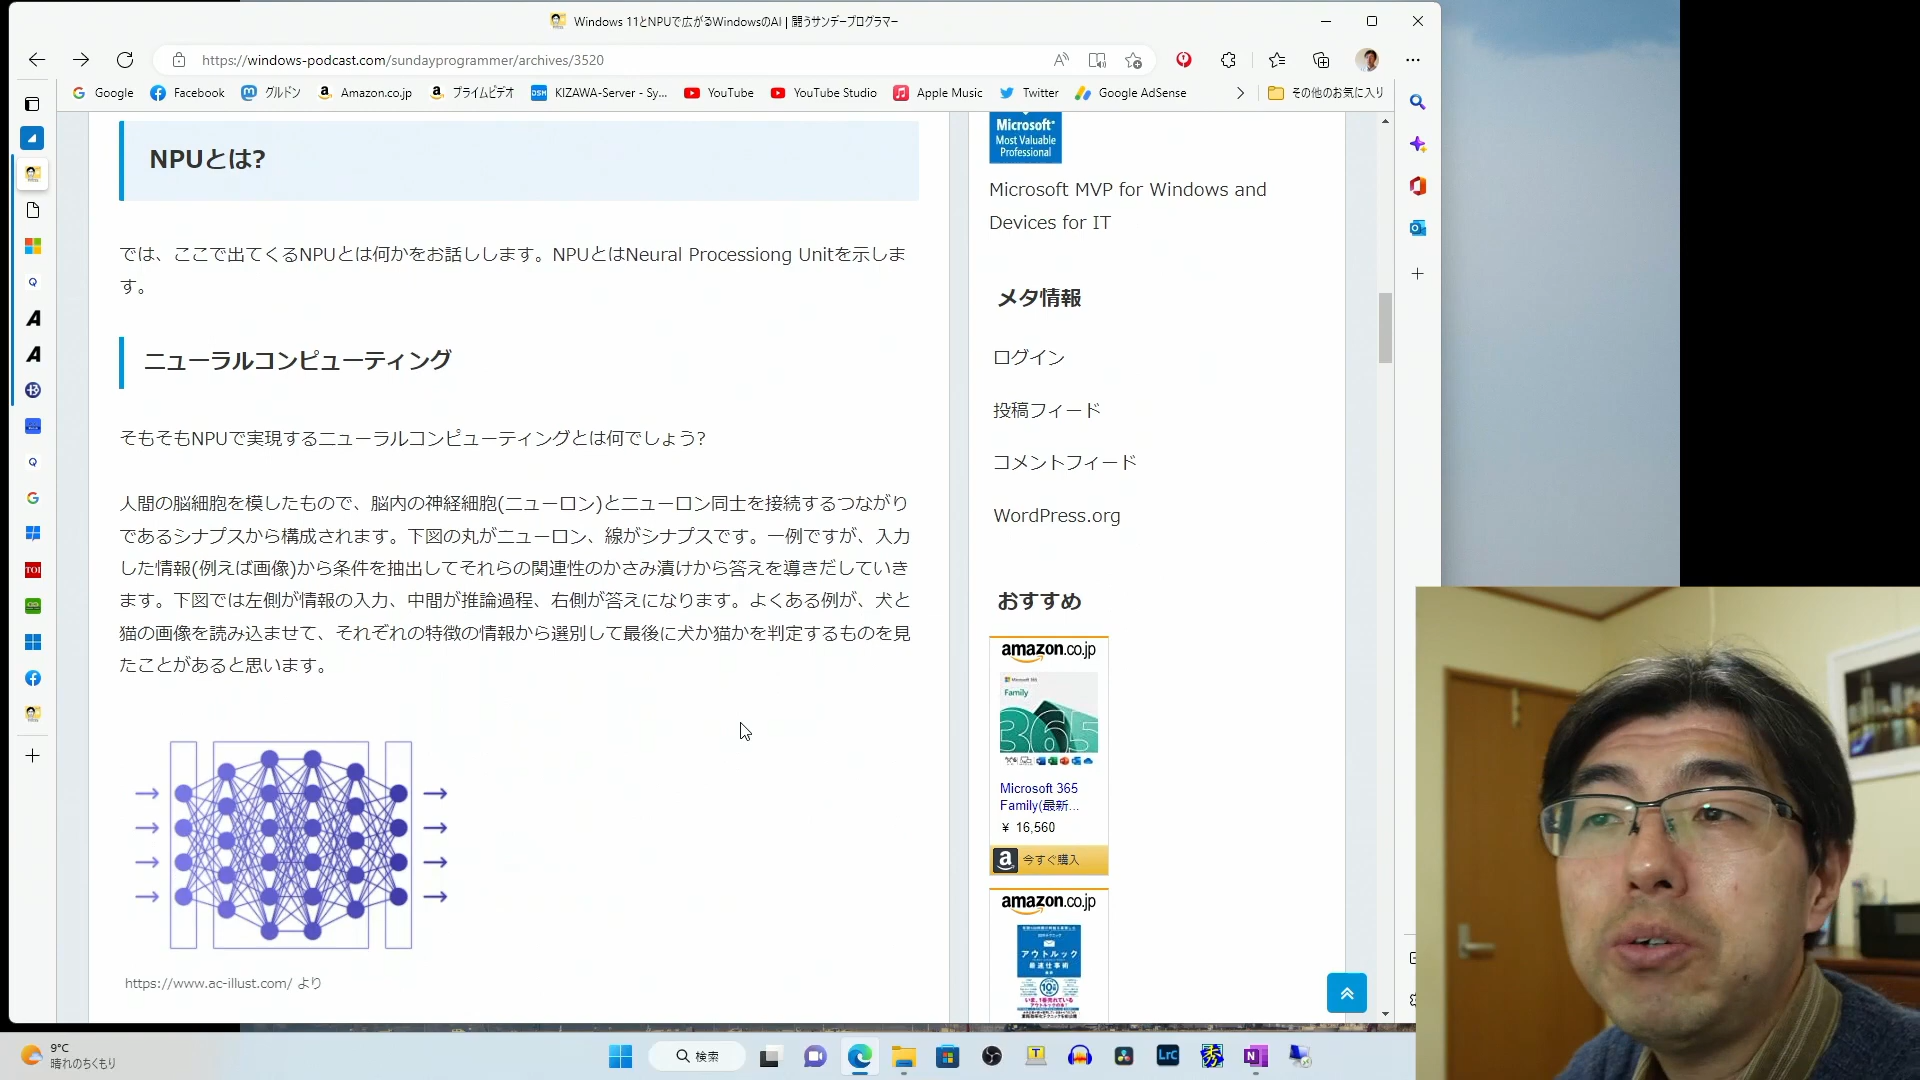 Windows 11とNPUで広がるWindowsのAI | 闘うサンデープログラマー
https://windows-podcast.com/sundayprogrammer/archives/3520
Google
Facebook
グルドン
Amazon.co.jp
プライムビデオ
KIZAWA-Server - Sy...
YouTube
YouTube Studio
Apple Music
Twitter
Google AdSense
その他のお気に入り
NPUとは?
では、ここで出てくるNPUとは何かをお話しします。NPUとはNeural Processiong Unitを示しま
す。
ニューラルコンピューティング
そもそもNPUで実現するニューラルコンピューティングとは何でしょう?
人間の脳細胞を模したもので、脳内の神経細胞(ニューロン)とニューロン同士を接続するつながり
であるシナプスから構成されます。下図の丸がニューロン、線がシナプスです。一例ですが、入力
した情報(例えば画像)から条件を抽出してそれらの関連性のかさみ漬けから答えを導きだしていき
ます。下図では左側が情報の入力、中間が推論過程、右側が答えになります。よくある例が、犬と
猫の画像を読み込ませて、それぞれの特徴の情報から選別して最後に犬か猫かを判定するものを見
たことがあると思います。
https://www.ac-illust.com/ より
Microsoft
Most Valuable
Professional
Microsoft MVP for Windows and
Devices for IT
メタ情報
ログイン
投稿フィード
コメントフィード
WordPress.org
おすすめ
amazon.co.jp
Microsoft 365
Family
365
Microsoft 365
Family(最新...
¥ 16,560
今すぐ購入
amazon.co.jp
アウトルック
最速仕事術
TOI
9°C
晴れのちくもり
検索
LrC
秀